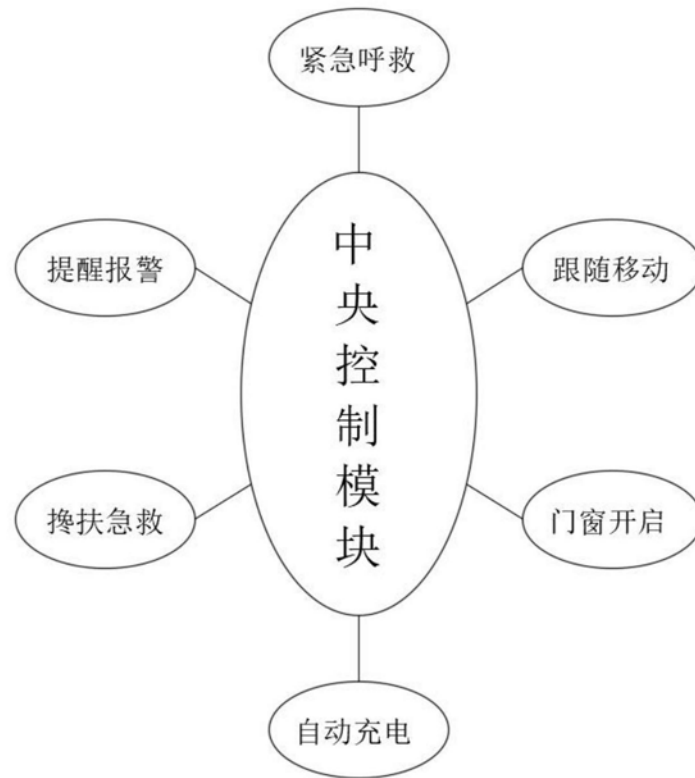 紧急呼救
提醒报警
跟随移动
中央控制模块
搀扶急救
门窗开启
自动充电